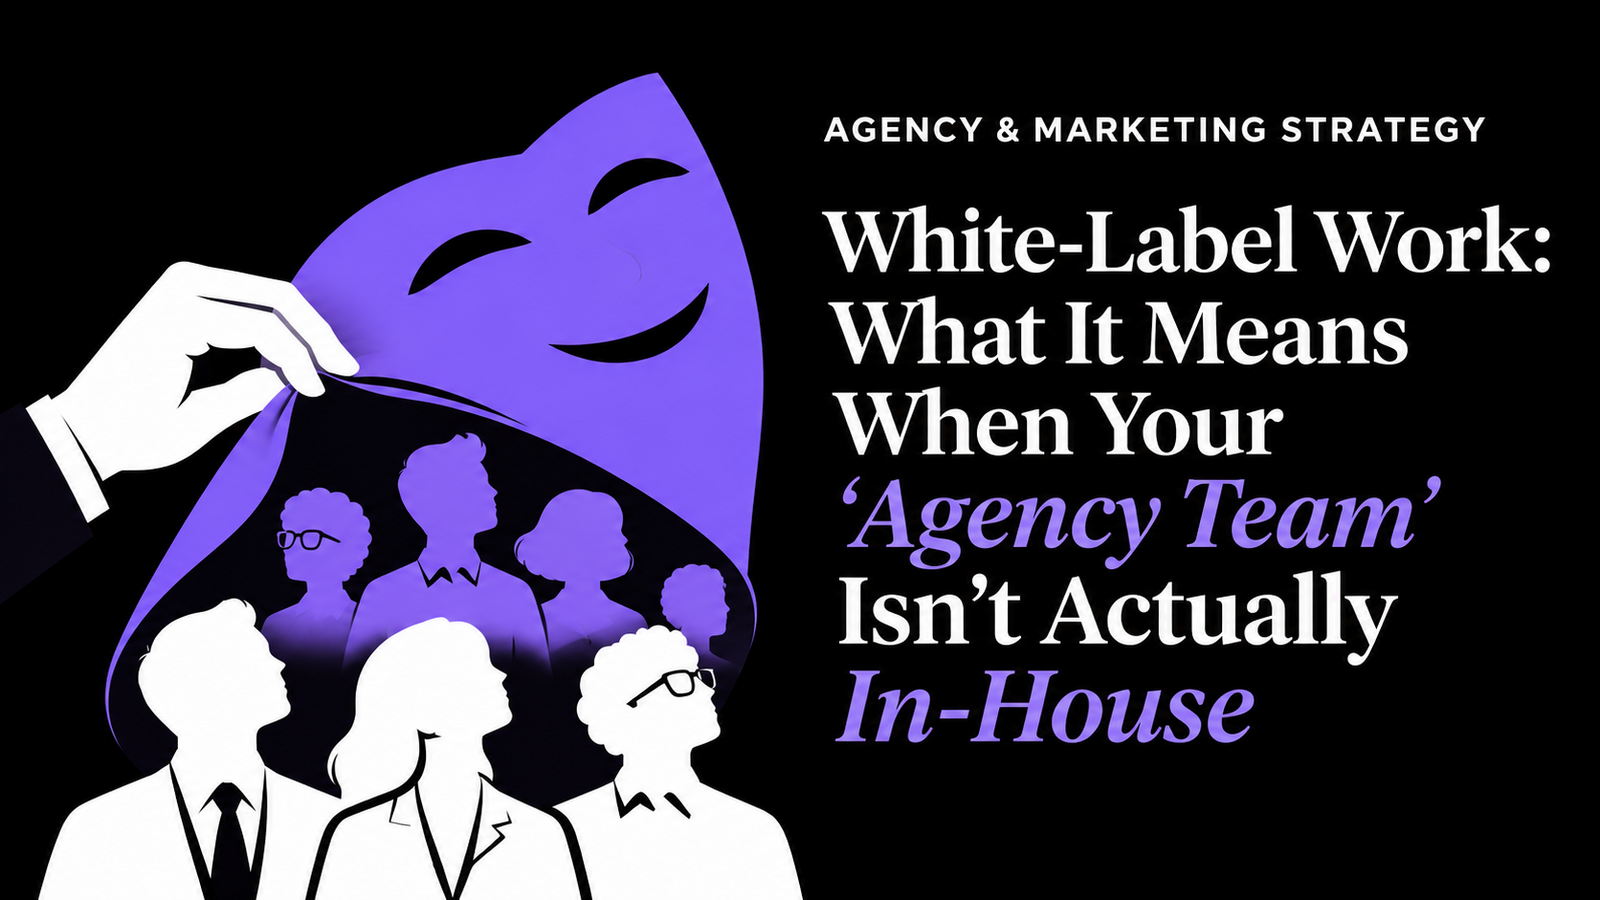 AGENCY & MARKETING STRATEGY
White-Label Work:
What It Means
When Your
‘Agency Team’
Isn’t Actually
In-House